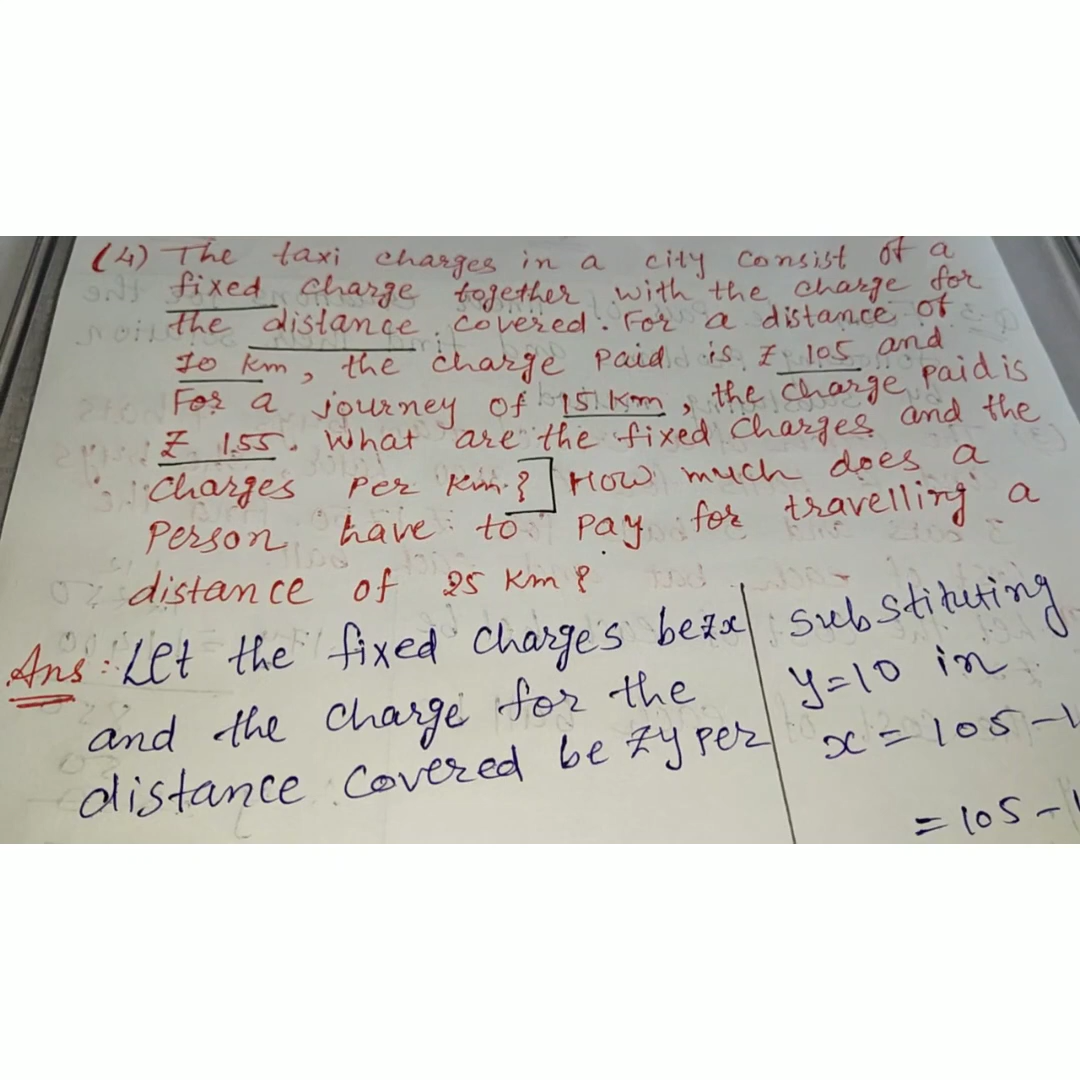 (4) The taxi charges in a city consist of a
fixed charge together with the charge for
the distance covered. For a distance of
10 km, the charge paid is ₹ 105 and
For a journey of 15 Km, the charge paid is
₹ 155. What are the fixed charges and the
charges per km.? How much does a
person have to pay for travelling a
distance of 25 Km?
Ans: Let the fixed charges be ₹x
and the charge for the
distance covered be ₹y per
substituting
y=10 in
x = 105 -
= 105 -